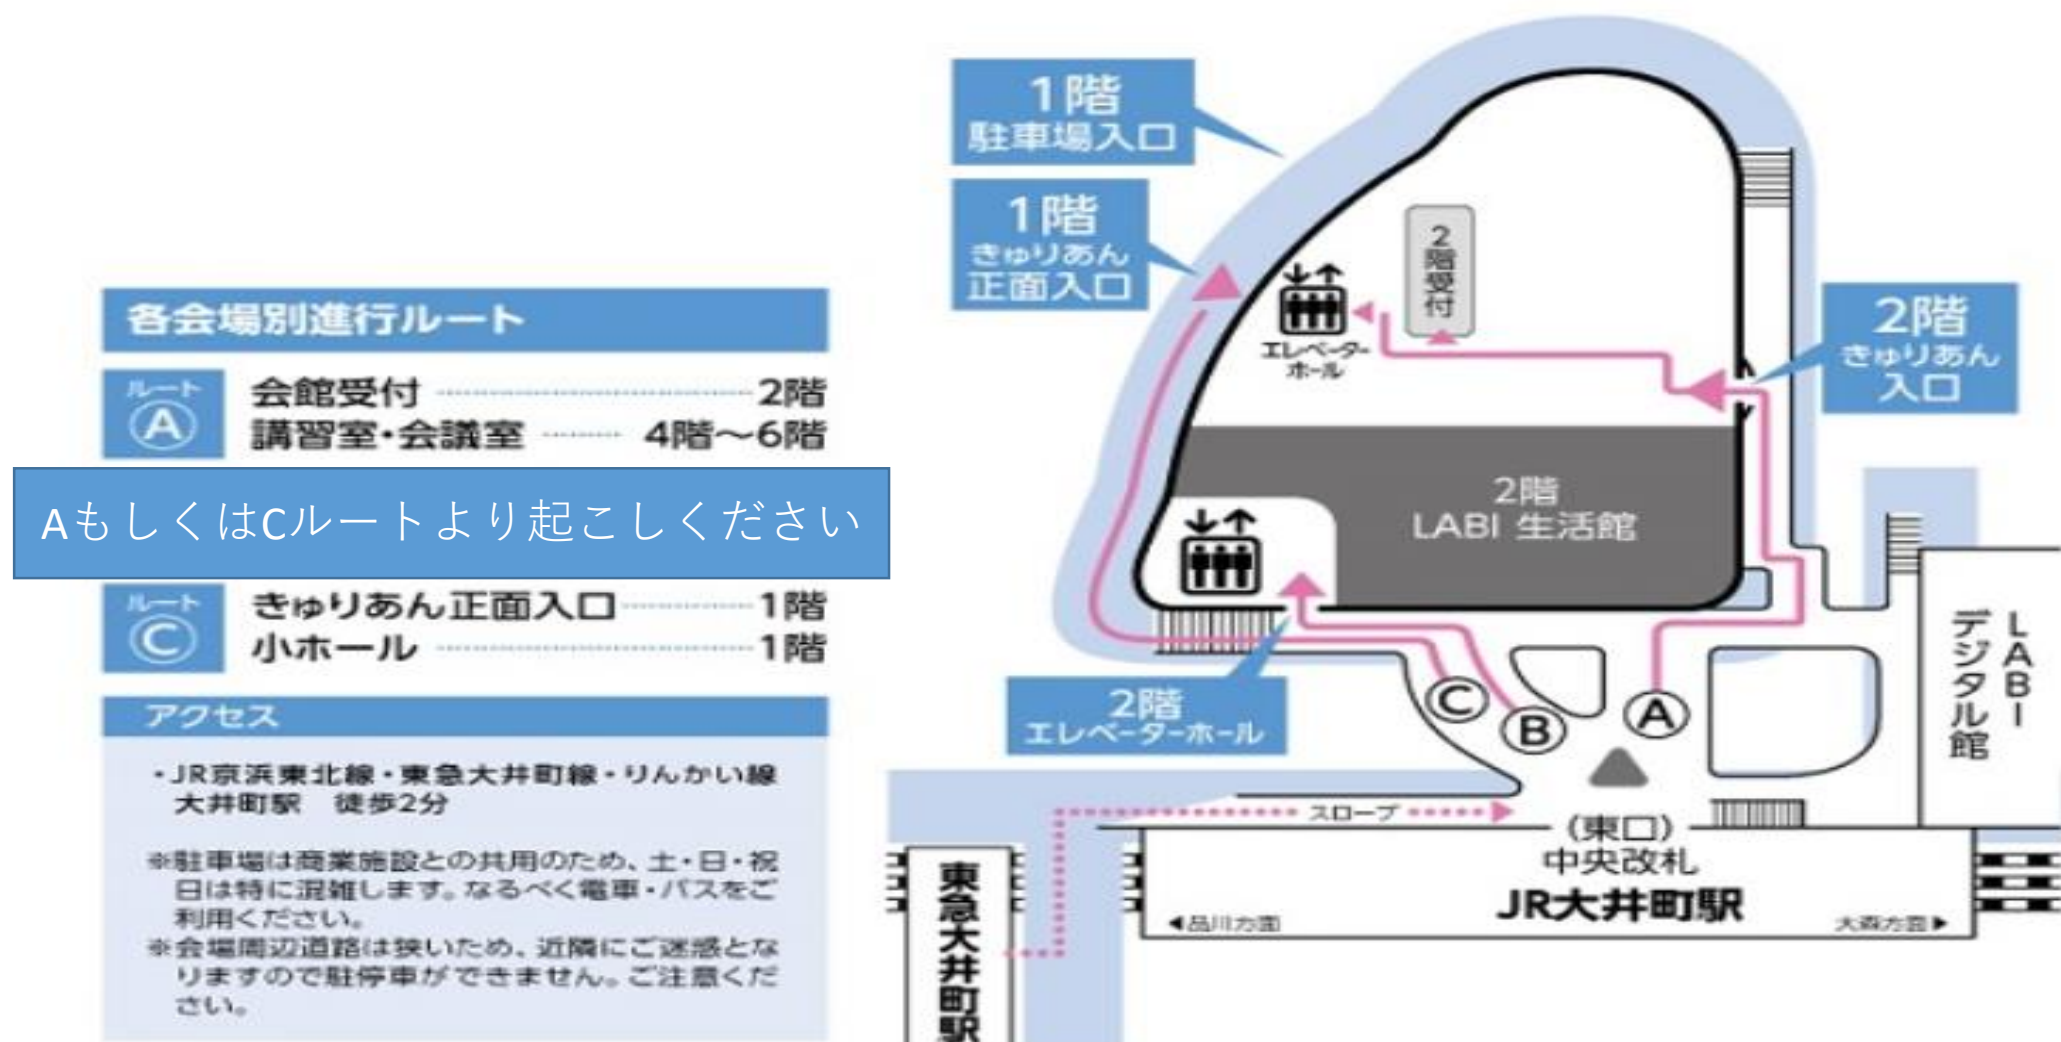 各会場別進行ルート
ルート
A
会館受付 2階
講習室・会議室 4階～6階
AもしくはCルートより起こしください
ルート
C
きゅりあん正面入口 1階
小ホール 1階
アクセス
・JR京浜東北線・東急大井町線・りんかい線
大井町駅 徒歩2分
※駐車場は商業施設との共用のため、土・日・祝
日は特に混雑します。なるべく電車・バスをご
利用ください。
※会場周辺道路は狭いため、近隣にご迷惑とな
りますので駐停車ができません。ご注意くだ
さい。
1階
駐車場入口
1階
きゅりあん
正面入口
2階受付
エレベーター
ホール
2階
きゅりあん
入口
2階
LABI 生活館
2階
エレベーターホール
C
B
A
LABI
デジタル館
スロープ
(東口)
中央改札
JR大井町駅
◀品川方面
大森方面▶
東急大井町駅